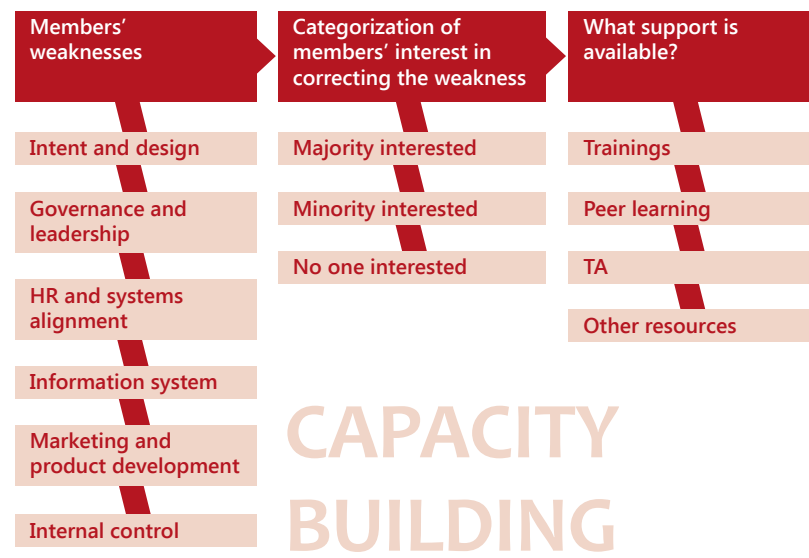 Members’
weaknesses
Intent and design
Governance and
leadership
HR and systems
alignment
Information system
Marketing and
product development
Internal control
Categorization of
members’ interest in
correcting the weakness
Majority interested
Minority interested
No one interested
What support is
available?
Trainings
Peer learning
TA
Other resources
CAPACITY
BUILDING